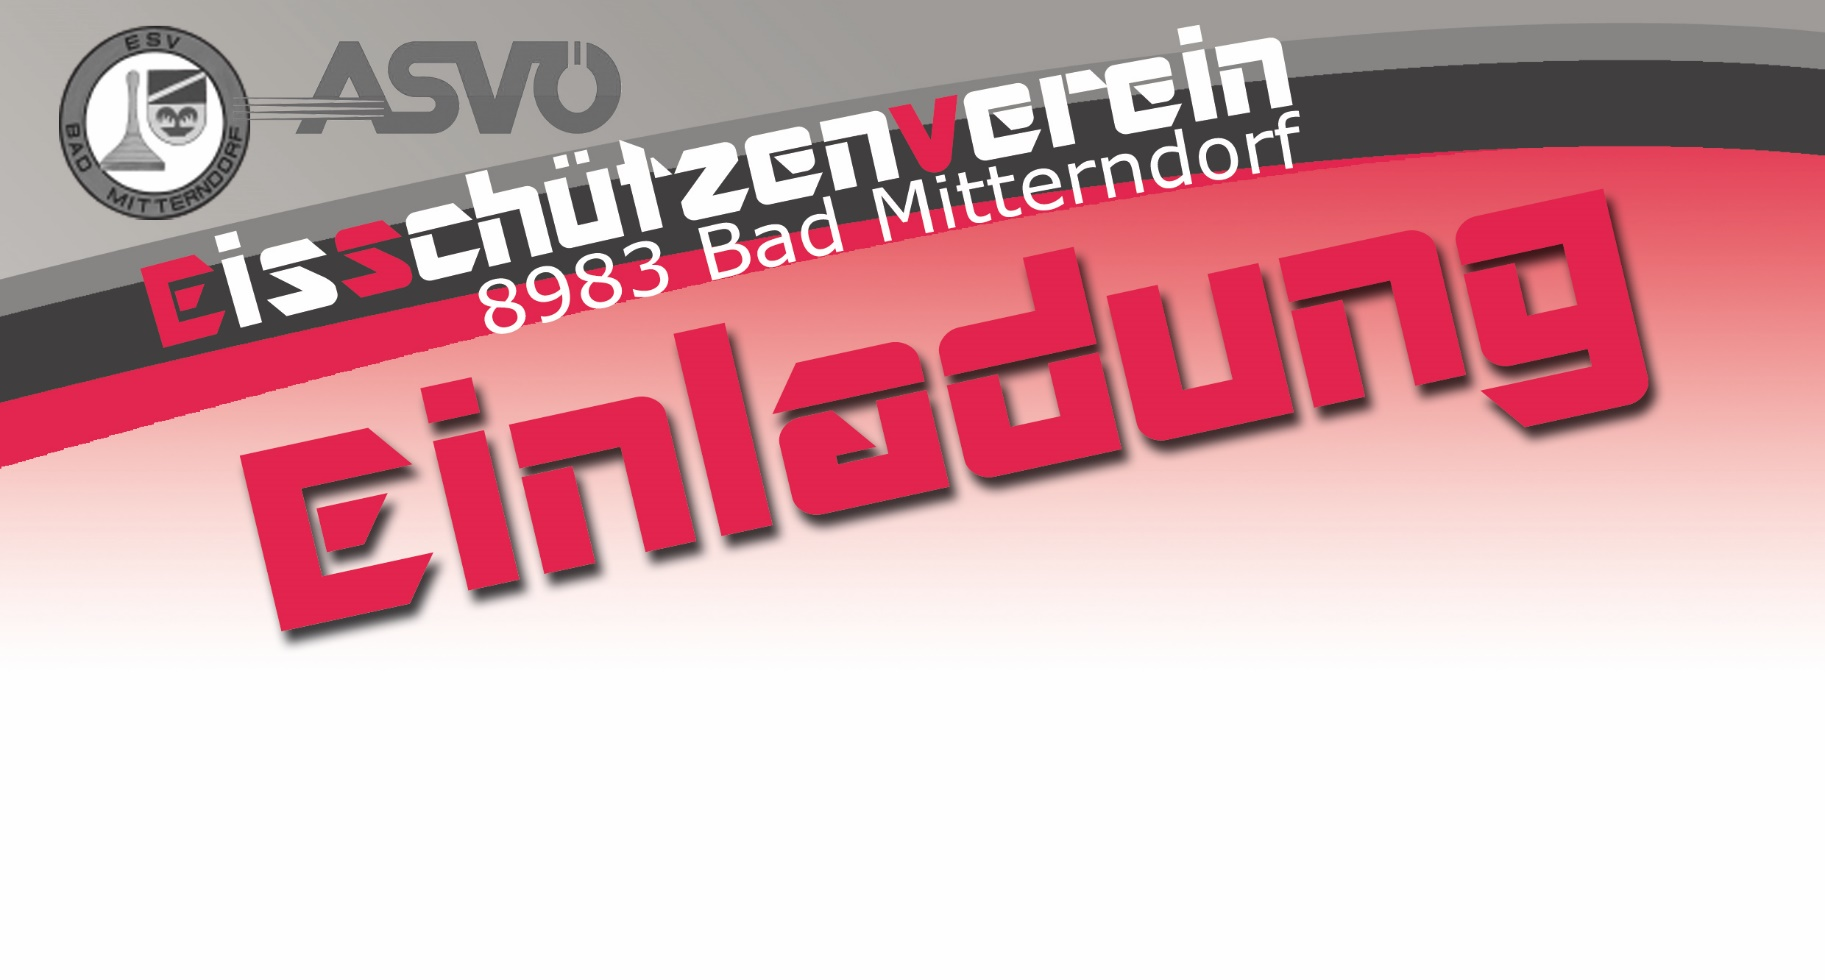 ESV
BAD MITTERNDORF
ASVÖ
Eisschützenverein
8983 Bad Mitterndorf
Einladung